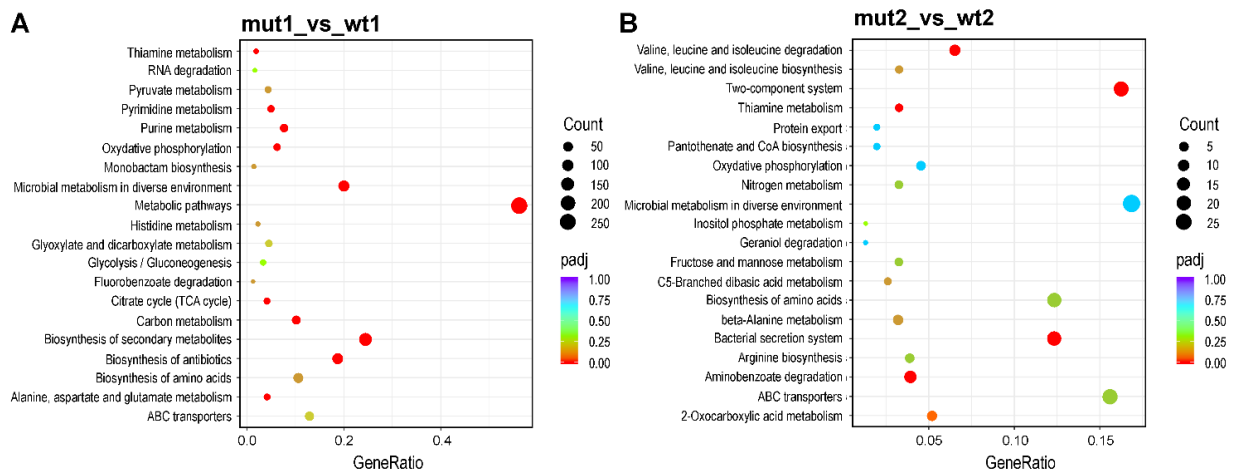 A
mut1_vs_wt1
Thiamine metabolism
RNA degradation
Pyruvate metabolism
Pyrimidine metabolism
Purine metabolism
Oxydative phosphorylation
Monobactam biosynthesis
Microbial metabolism in diverse environment
Metabolic pathways
Histidine metabolism
Glyoxylate and dicarboxylate metabolism
Glycolysis / Gluconeogenesis
Fluorobenzoate degradation
Citrate cycle (TCA cycle)
Carbon metabolism
Biosynthesis of secondary metabolites
Biosynthesis of antibiotics
Biosynthesis of amino acids
Alanine, aspartate and glutamate metabolism
ABC transporters
0.0 0.2 0.4
GeneRatio
Count
50
100
150
200
250
padj
1.00
0.75
0.50
0.25
0.00
B
mut2_vs_wt2
Valine, leucine and isoleucine degradation
Valine, leucine and isoleucine biosynthesis
Two-component system
Thiamine metabolism
Protein export
Pantothenate and CoA biosynthesis
Oxydative phosphorylation
Nitrogen metabolism
Microbial metabolism in diverse environment
Inositol phosphate metabolism
Geraniol degradation
Fructose and mannose metabolism
C5-Branched dibasic acid metabolism
Biosynthesis of amino acids
beta-Alanine metabolism
Bacterial secretion system
Arginine biosynthesis
Aminobenzoate degradation
ABC transporters
2-Oxocarboxylic acid metabolism
0.05 0.10 0.15
GeneRatio
Count
5
10
15
20
25
padj
1.00
0.75
0.50
0.25
0.00